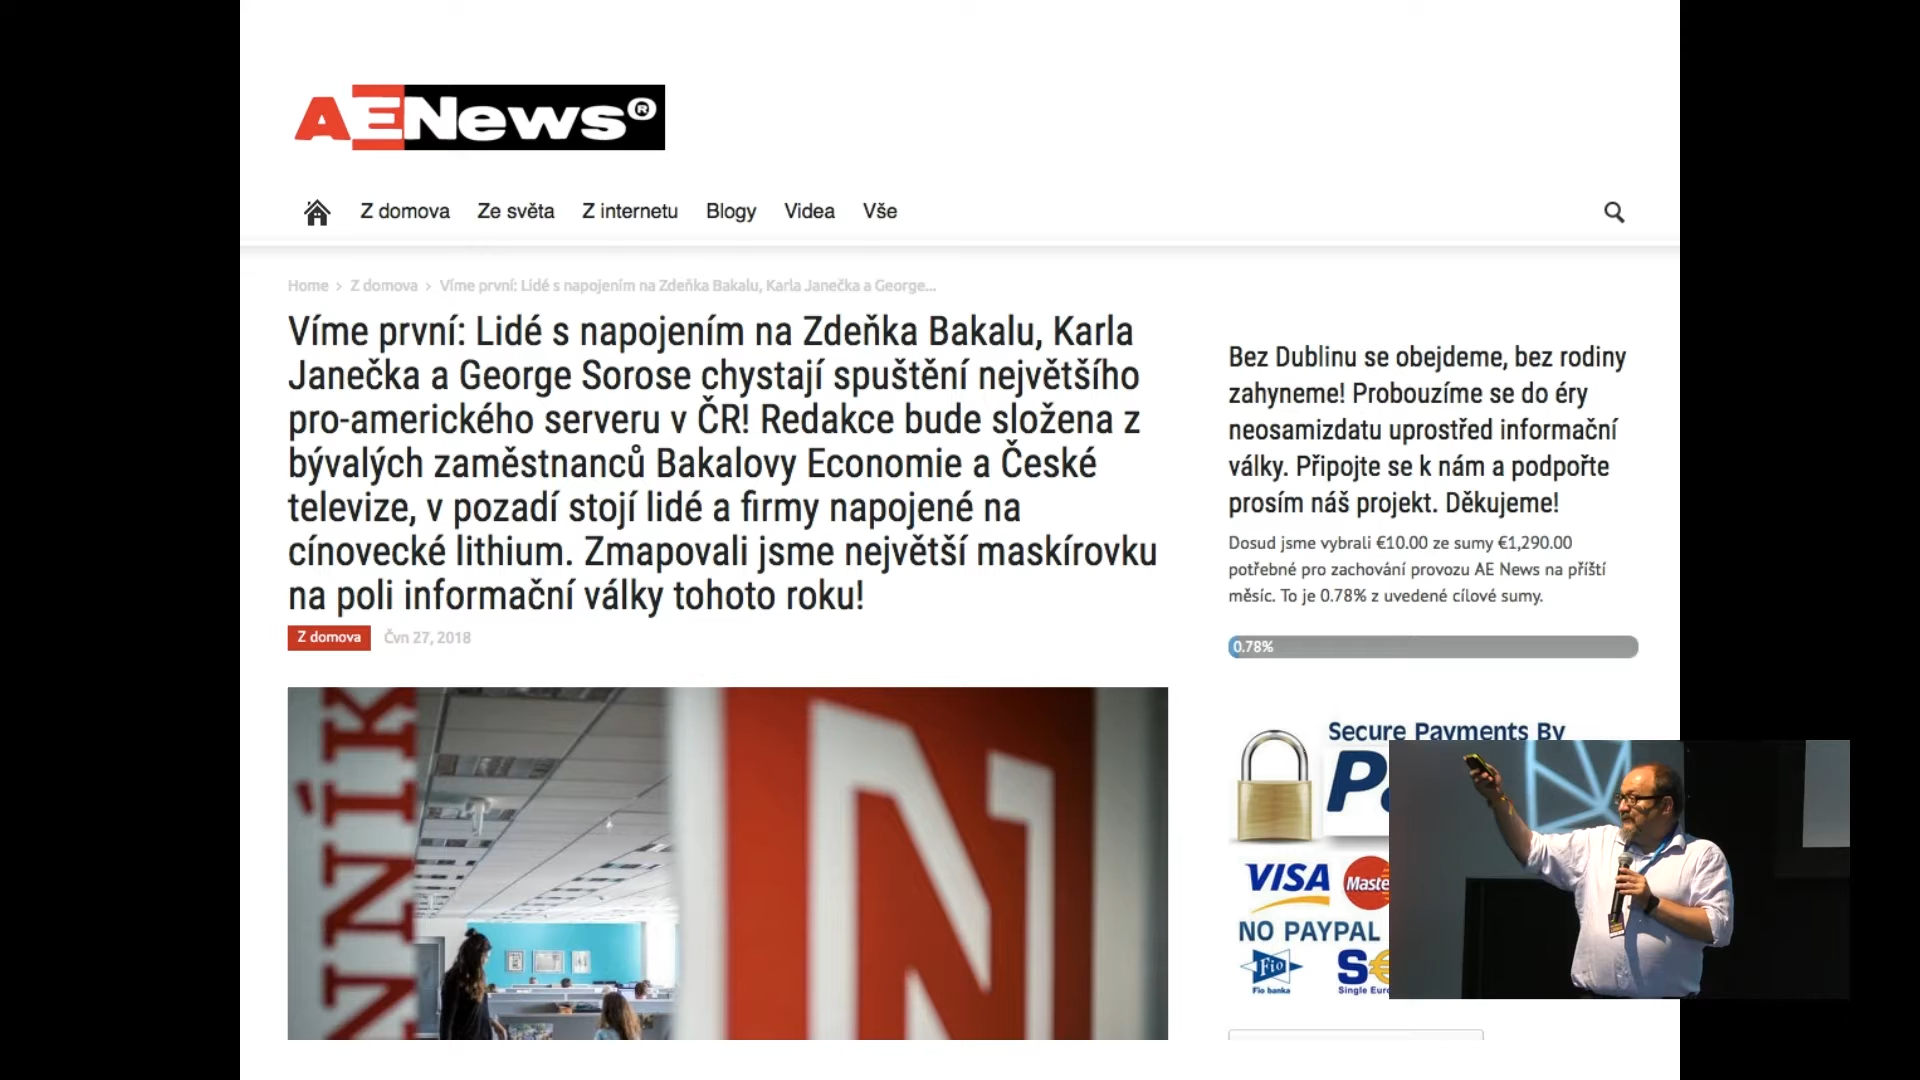 AENews®
Z domova Ze světa Z internetu Blogy Videa Vše
Home > Z domova > Víme první: Lidé s napojením na Zdeňka Bakalu, Karla Janečka a George...
Víme první: Lidé s napojením na Zdeňka Bakalu, Karla
Janečka a George Sorose chystají spuštění největšího
pro-amerického serveru v ČR! Redakce bude složena z
bývalých zaměstnanců Bakalovy Economie a České
televize, v pozadí stojí lidé a firmy napojené na
cínovecké lithium. Zmapovali jsme největší maskírovku
na poli informační války tohoto roku!
Z domova Čvn 27, 2018
NNÍK
N
Bez Dublinu se obejdeme, bez rodiny
zahyneme! Probouzíme se do éry
neosamizdatu uprostřed informační
války. Připojte se k nám a podpořte
prosím náš projekt. Děkujeme!
Dosud jsme vybrali €10.00 ze sumy €1,290.00
potřebné pro zachování provozu AE News na příští
měsíc. To je 0.78% z uvedené cílové sumy.
0.78%
Secure Payments By
P
VISA Maste
NO PAYPAL
Fio S€
Fio banka Single Euro